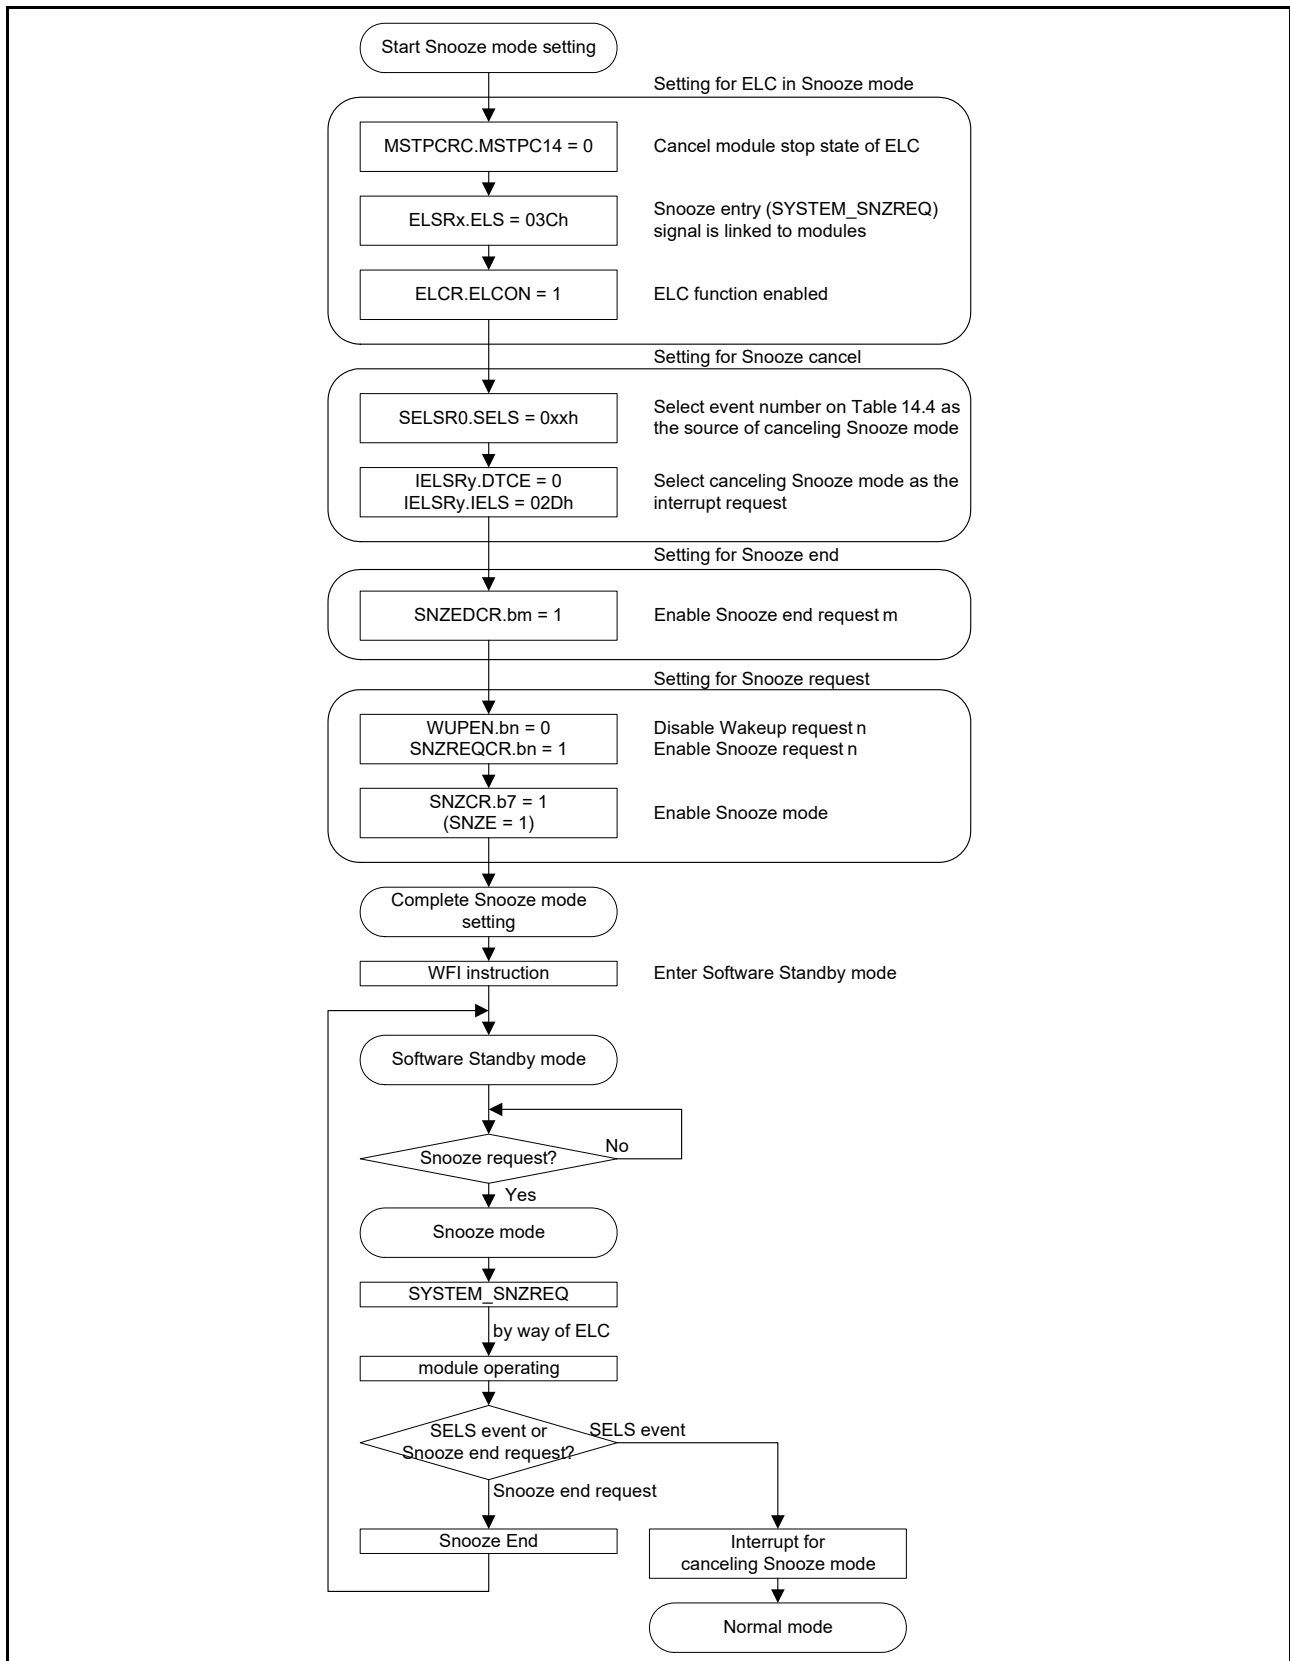 Start Snooze mode setting
Setting for ELC in Snooze mode
MSTPCRC.MSTPC14 = 0
Cancel module stop state of ELC
ELSRx.ELS = 03Ch
Snooze entry (SYSTEM_SNZREQ)
signal is linked to modules
ELCR.ELCON = 1
ELC function enabled
Setting for Snooze cancel
SELSR0.SELS = 0xxh
Select event number on Table 14.4 as
the source of canceling Snooze mode
IELSRy.DTCE = 0
IELSRy.IELS = 02Dh
Select canceling Snooze mode as the
interrupt request
Setting for Snooze end
SNZEDCR.bm = 1
Enable Snooze end request m
Setting for Snooze request
WUPEN.bn = 0
SNZREQCR.bn = 1
Disable Wakeup request n
Enable Snooze request n
SNZCR.b7 = 1
(SNZE = 1)
Enable Snooze mode
Complete Snooze mode
setting
WFI instruction
Enter Software Standby mode
Software Standby mode
Snooze request?
No
Yes
Snooze mode
SYSTEM_SNZREQ
by way of ELC
module operating
SELS event or
Snooze end request?
SELS event
Snooze end request
Snooze End
Interrupt for
canceling Snooze mode
Normal mode